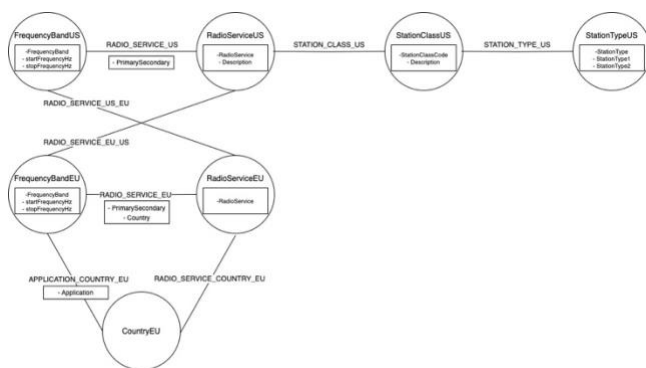 FrequencyBandUS
-FrequencyBand
- startFrequencyHz
- stopFrequencyHz
RADIO_SERVICE_US
- PrimarySecondary
RadioServiceUS
-RadioService
- Description
STATION_CLASS_US
StationClassUS
-StationClassCode
- Description
STATION_TYPE_US
StationTypeUS
-StationType
- StationType1
- StationType2
RADIO_SERVICE_US_EU
RADIO_SERVICE_EU_US
FrequencyBandEU
-FrequencyBand
- startFrequencyHz
- stopFrequencyHz
RADIO_SERVICE_EU
- PrimarySecondary
- Country
RadioServiceEU
-RadioService
APPLICATION_COUNTRY_EU
- Application
RADIO_SERVICE_COUNTRY_EU
CountryEU